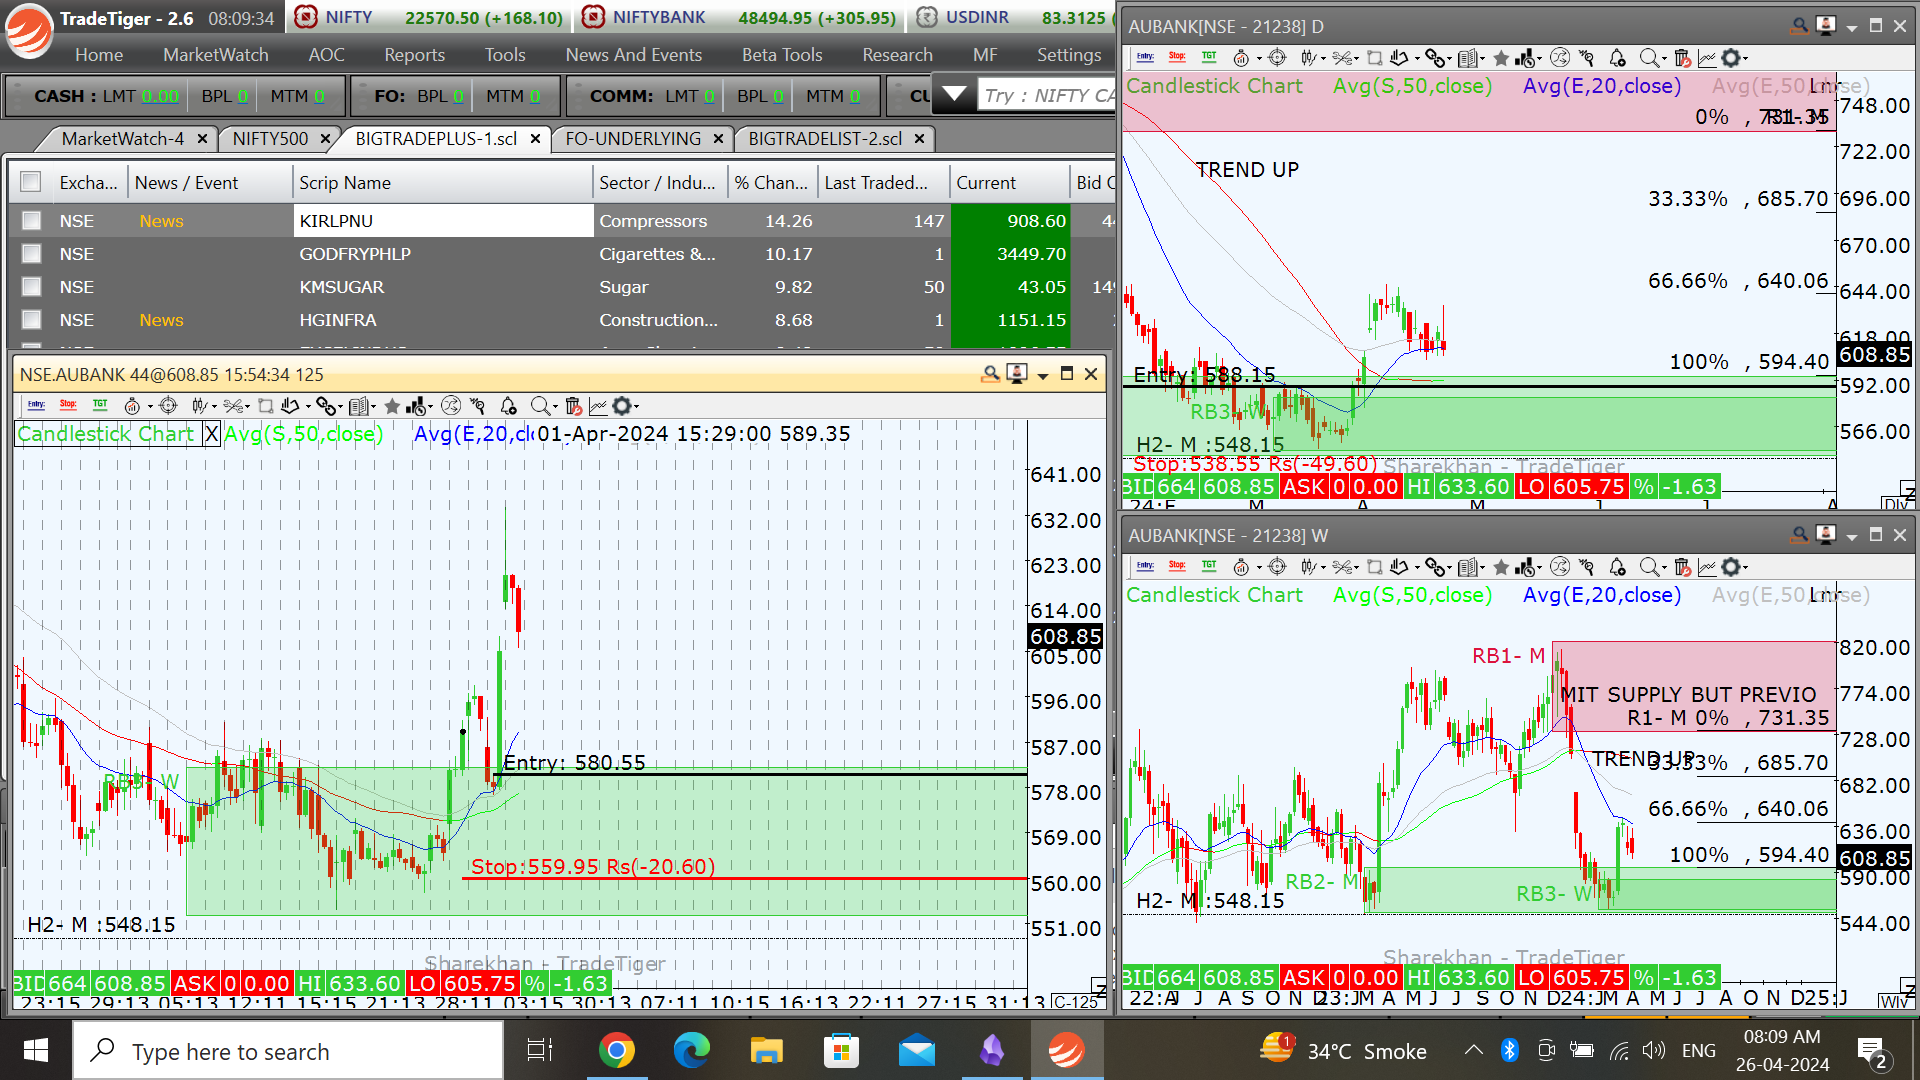 TradeTiger - 2.6 08:09:34 NIFTY 22570.50 (+168.10) NIFTYBANK 48494.95 (+305.95) USDINR 83.3125
Home MarketWatch AOC Reports Tools News And Events Beta Tools Research MF Settings
CASH : LMT 0.00 BPL 0 MTM 0 FO: BPL 0 MTM 0 COMM: LMT 0 BPL 0 MTM 0 Try : NIFTY CA
MarketWatch-4 NIFTY500 BIGTRADEPLUS-1.scl FO-UNDERLYING BIGTRADELIST-2.scl
Excha... News / Event Scrip Name Sector / Indu... % Chan... Last Traded... Current Bid
NSE News KIRLPNU Compressors 14.26 147 908.60
NSE GODFRYPHLP Cigarettes &... 10.17 1 3449.70
NSE KMSUGAR Sugar 9.82 50 43.05
NSE News HGINFRA Construction... 8.68 1 1151.15
NSE.AUBANK 44@608.85 15:54:34 125
Entry: Stop: TGT
Candlestick Chart X Avg(S,50,close) Avg(E,20,cl 01-Apr-2024 15:29:00 589.35
641.00
632.00
623.00
614.00
608.85
605.00
596.00
587.00
Entry: 580.55
RB3- W
578.00
569.00
Stop:559.95 Rs(-20.60)
560.00
H2- M :548.15
551.00
Sharekhan - TradeTiger
BID 664 608.85 ASK 0 0.00 HI 633.60 LO 605.75 % -1.63
23:15 29:13 05:13 12:11 15:15 21:13 28:11 03:15 30:13 07:11 10:15 16:13 22:11 27:15 31:13 C-125
AUBANK[NSE - 21238] D
Entry: Stop: TGT
Candlestick Chart Avg(S,50,close) Avg(E,20,close) Avg(E,50,close)
748.00
0% , 731.35
R1- M
722.00
TREND UP
33.33% , 685.70
696.00
670.00
66.66% , 640.06
644.00
618.00
608.85
100% , 594.40
Entry: 588.15
592.00
RB3- W
566.00
H2- M :548.15
Stop:538.55 Rs(-49.60)
Sharekhan - TradeTiger
BID 664 608.85 ASK 0 0.00 HI 633.60 LO 605.75 % -1.63
M A M J J A
AUBANK[NSE - 21238] W
Entry: Stop: TGT
Candlestick Chart Avg(S,50,close) Avg(E,20,close) Avg(E,50,close)
820.00
RB1- M
774.00
MIT SUPPLY BUT PREVIO
R1- M 0% , 731.35
728.00
TREND UP
33.33% , 685.70
682.00
66.66% , 640.06
636.00
100% , 594.40
608.85
590.00
RB2- M
RB3- W
H2- M :548.15
544.00
Sharekhan - TradeTiger
BID 664 608.85 ASK 0 0.00 HI 633.60 LO 605.75 % -1.63
22:A J A S O N D 23:J M A M J J S O N D 24:J M A M J J A O N D 25:J
Type here to search
34°C Smoke
ENG
08:09 AM
26-04-2024
2